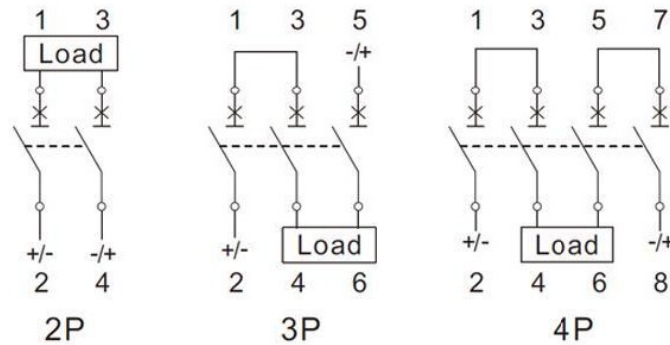 1 3 1 3 5 1 3 5 7
-/+
Load
Load Load
+/- -/+ +/- +/- -/+
2 4 2 4 6 2 4 6 8
2P 3P 4P